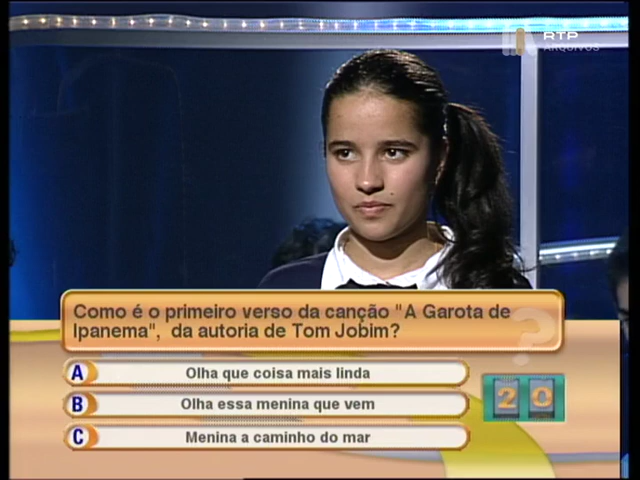 RTP
ARQUIVOS
Como é o primeiro verso da canção "A Garota de
Ipanema", da autoria de Tom Jobim?
?
A Olha que coisa mais linda
B Olha essa menina que vem
C Menina a caminho do mar
20